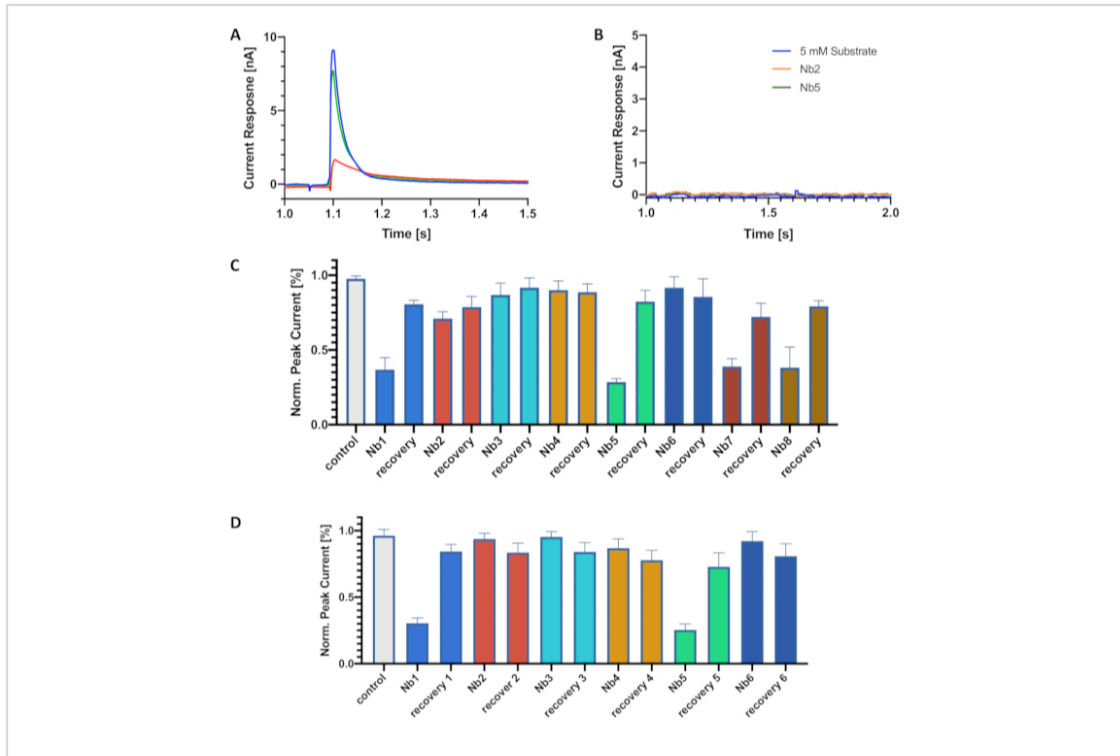 A
B
10
5
0
Current Resposne [nA]
1.0 1.1 1.2 1.3 1.4 1.5
Time [s]
5
4
3
2
1
0
Current Response [nA]
1.0 1.5 2.0
Time [s]
5 mM Substrate
Nb2
Nb5
C
1.0
0.5
0.0
Norm. Peak Current [%]
control
Nb1
recovery
Nb2
recovery
Nb3
recovery
Nb4
recovery
Nb5
recovery
Nb6
recovery
Nb7
recovery
Nb8
recovery
D
1.0
0.5
0.0
Norm. Peak Current [%]
control
Nb1
recovery 1
Nb2
recover 2
Nb3
recovery 3
Nb4
recovery 4
Nb5
recovery 5
Nb6
recovery 6